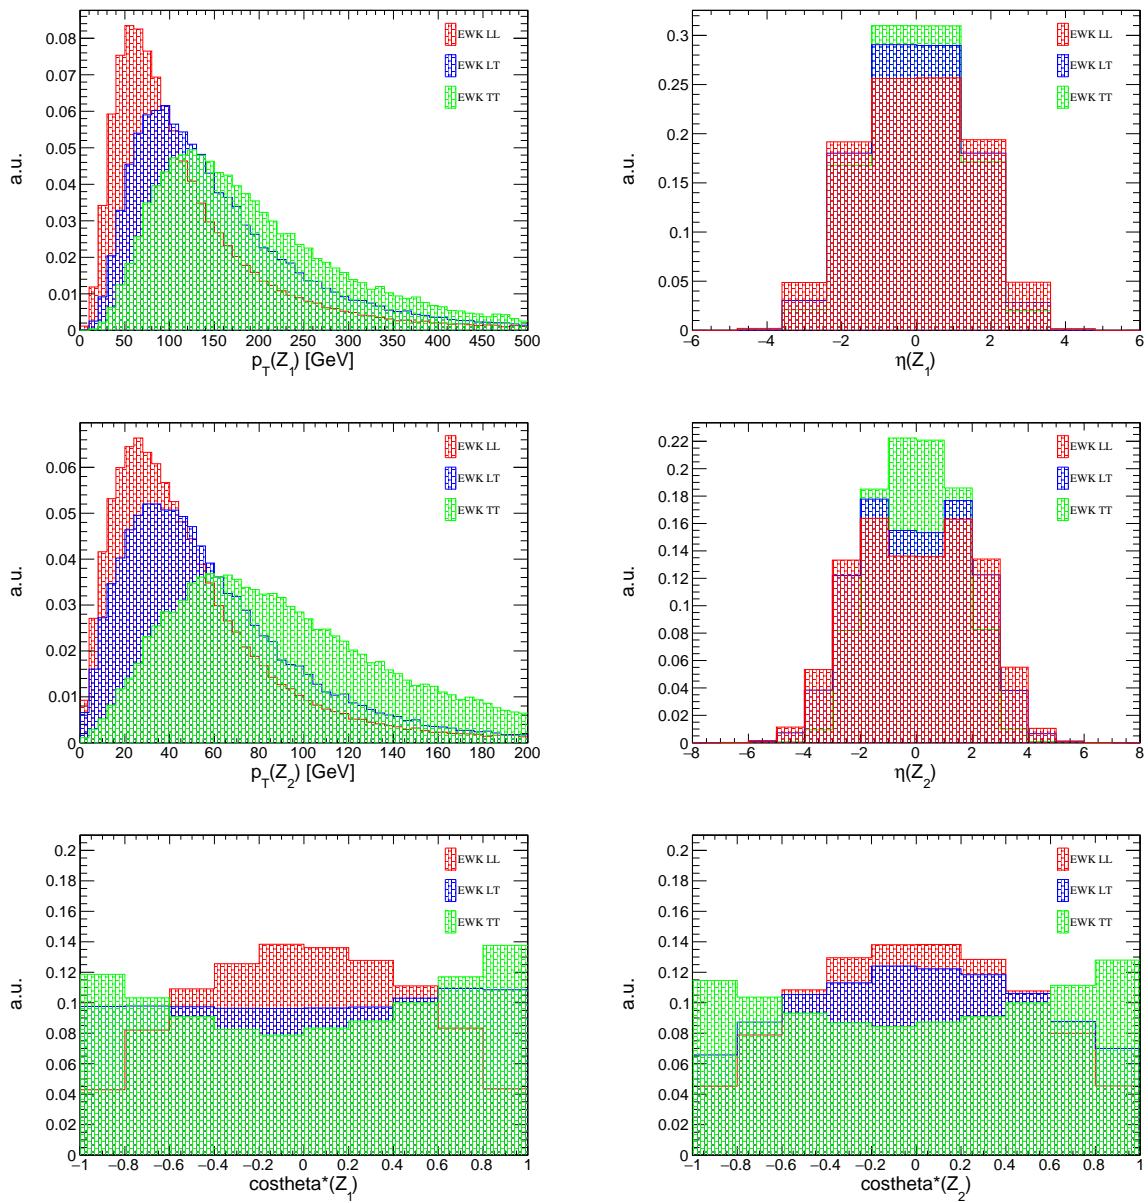 0.08
0.07
0.06
0.05
0.04
0.03
0.02
0.01
0
a.u.
EWK LL
EWK LT
EWK TT
0 50 100 150 200 250 300 350 400 450 500
p_T(Z_1) [GeV]
0.3
0.25
0.2
0.15
0.1
0.05
0
a.u.
EWK LL
EWK LT
EWK TT
−6 −4 −2 0 2 4 6
η(Z_1)
0.06
0.05
0.04
0.03
0.02
0.01
0
a.u.
EWK LL
EWK LT
EWK TT
0 20 40 60 80 100 120 140 160 180 200
p_T(Z_2) [GeV]
0.22
0.2
0.18
0.16
0.14
0.12
0.1
0.08
0.06
0.04
0.02
0
a.u.
EWK LL
EWK LT
EWK TT
−8 −6 −4 −2 0 2 4 6 8
η(Z_2)
0.2
0.18
0.16
0.14
0.12
0.1
0.08
0.06
0.04
0.02
0
a.u.
EWK LL
EWK LT
EWK TT
−1 −0.8 −0.6 −0.4 −0.2 0 0.2 0.4 0.6 0.8 1
costheta*(Z_1)
0.2
0.18
0.16
0.14
0.12
0.1
0.08
0.06
0.04
0.02
0
a.u.
EWK LL
EWK LT
EWK TT
−1 −0.8 −0.6 −0.4 −0.2 0 0.2 0.4 0.6 0.8 1
costheta*(Z_2)